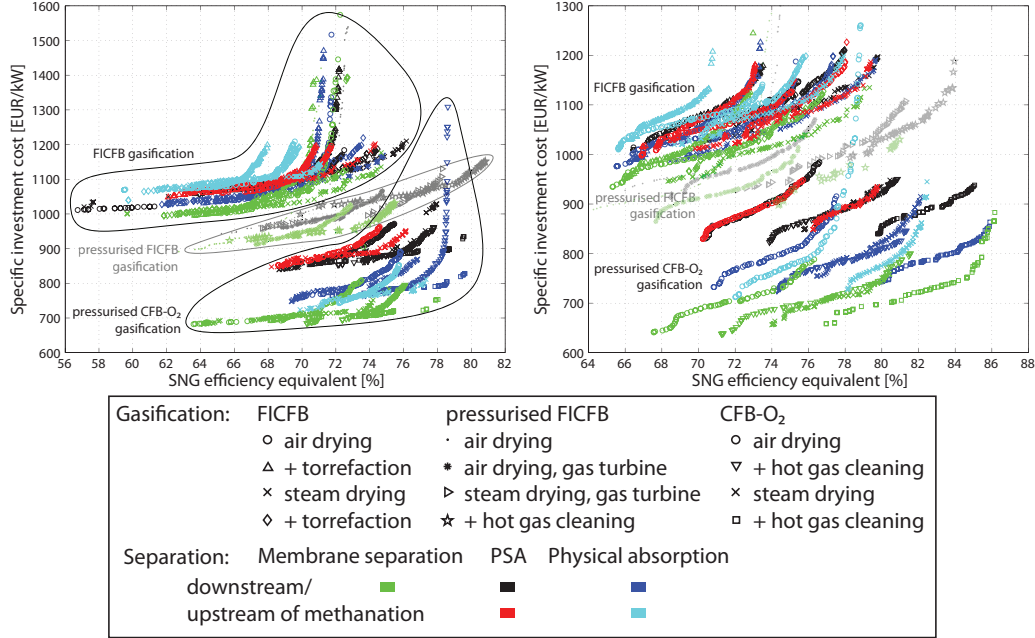 Specific investment cost [EUR/kW]
1600
1500
1400
1300
1200
1100
1000
900
800
700
600
56 58 60 62 64 66 68 70 72 74 76 78 80 82
SNG efficiency equivalent [%]
FICFB gasification
pressurised FICFB
gasification
pressurised CFB-O₂
gasification
Specific investment cost [EUR/kW]
1300
1200
1100
1000
900
800
700
600
64 66 68 70 72 74 76 78 80 82 84 86 88
SNG efficiency equivalent [%]
FICFB gasification
pressurised FICFB
gasification
pressurised CFB-O₂
gasification
Gasification: FICFB pressurised FICFB CFB-O₂
air drying air drying air drying
+ torrefaction air drying, gas turbine + hot gas cleaning
steam drying steam drying, gas turbine steam drying
+ torrefaction + hot gas cleaning + hot gas cleaning
Separation: Membrane separation PSA Physical absorption
downstream/
upstream of methanation